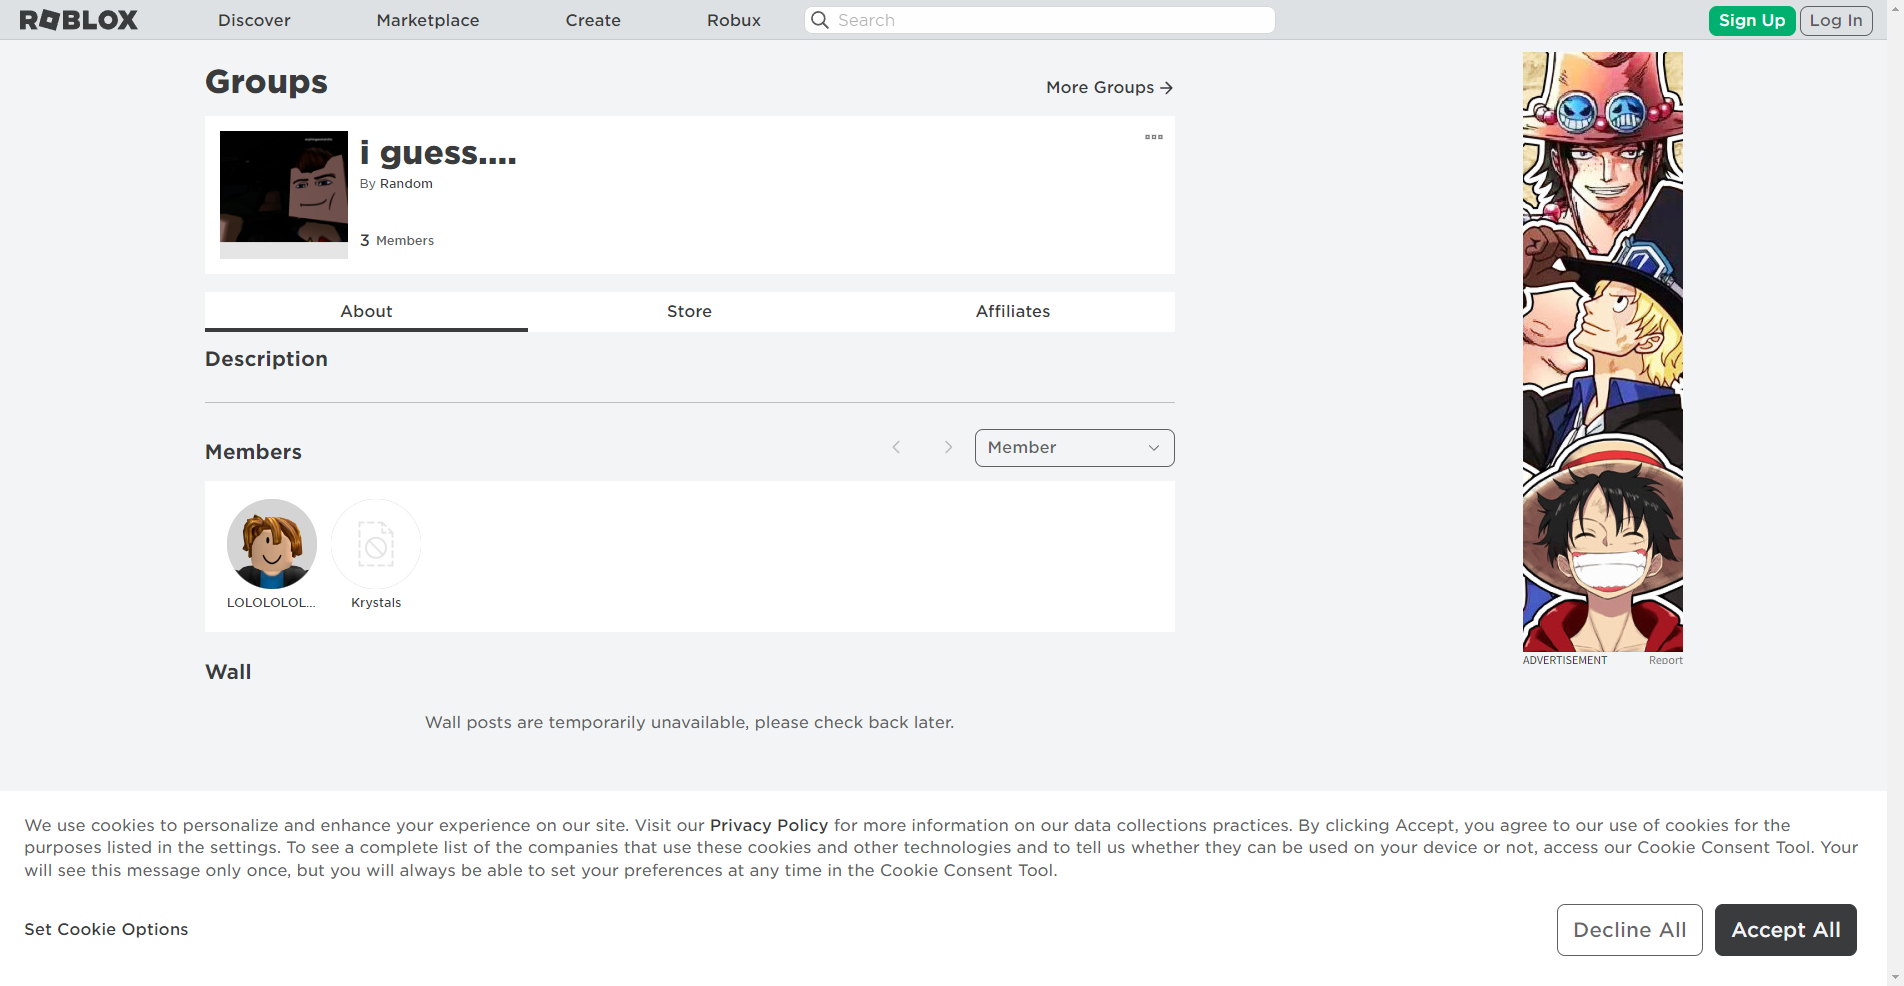 ROBLOX
Discover
Marketplace
Create
Robux
Search
Sign Up
Log In
Groups
More Groups
i guess....
By Random
3 Members
About
Store
Affiliates
Description
Members
Member
LOLOLOLOL...
Krystals
Wall
Wall posts are temporarily unavailable, please check back later.
ADVERTISEMENT
Report
We use cookies to personalize and enhance your experience on our site. Visit our Privacy Policy for more information on our data collections practices. By clicking Accept, you agree to our use of cookies for the
purposes listed in the settings. To see a complete list of the companies that use these cookies and other technologies and to tell us whether they can be used on your device or not, access our Cookie Consent Tool. Your
will see this message only once, but you will always be able to set your preferences at any time in the Cookie Consent Tool.
Set Cookie Options
Decline All
Accept All